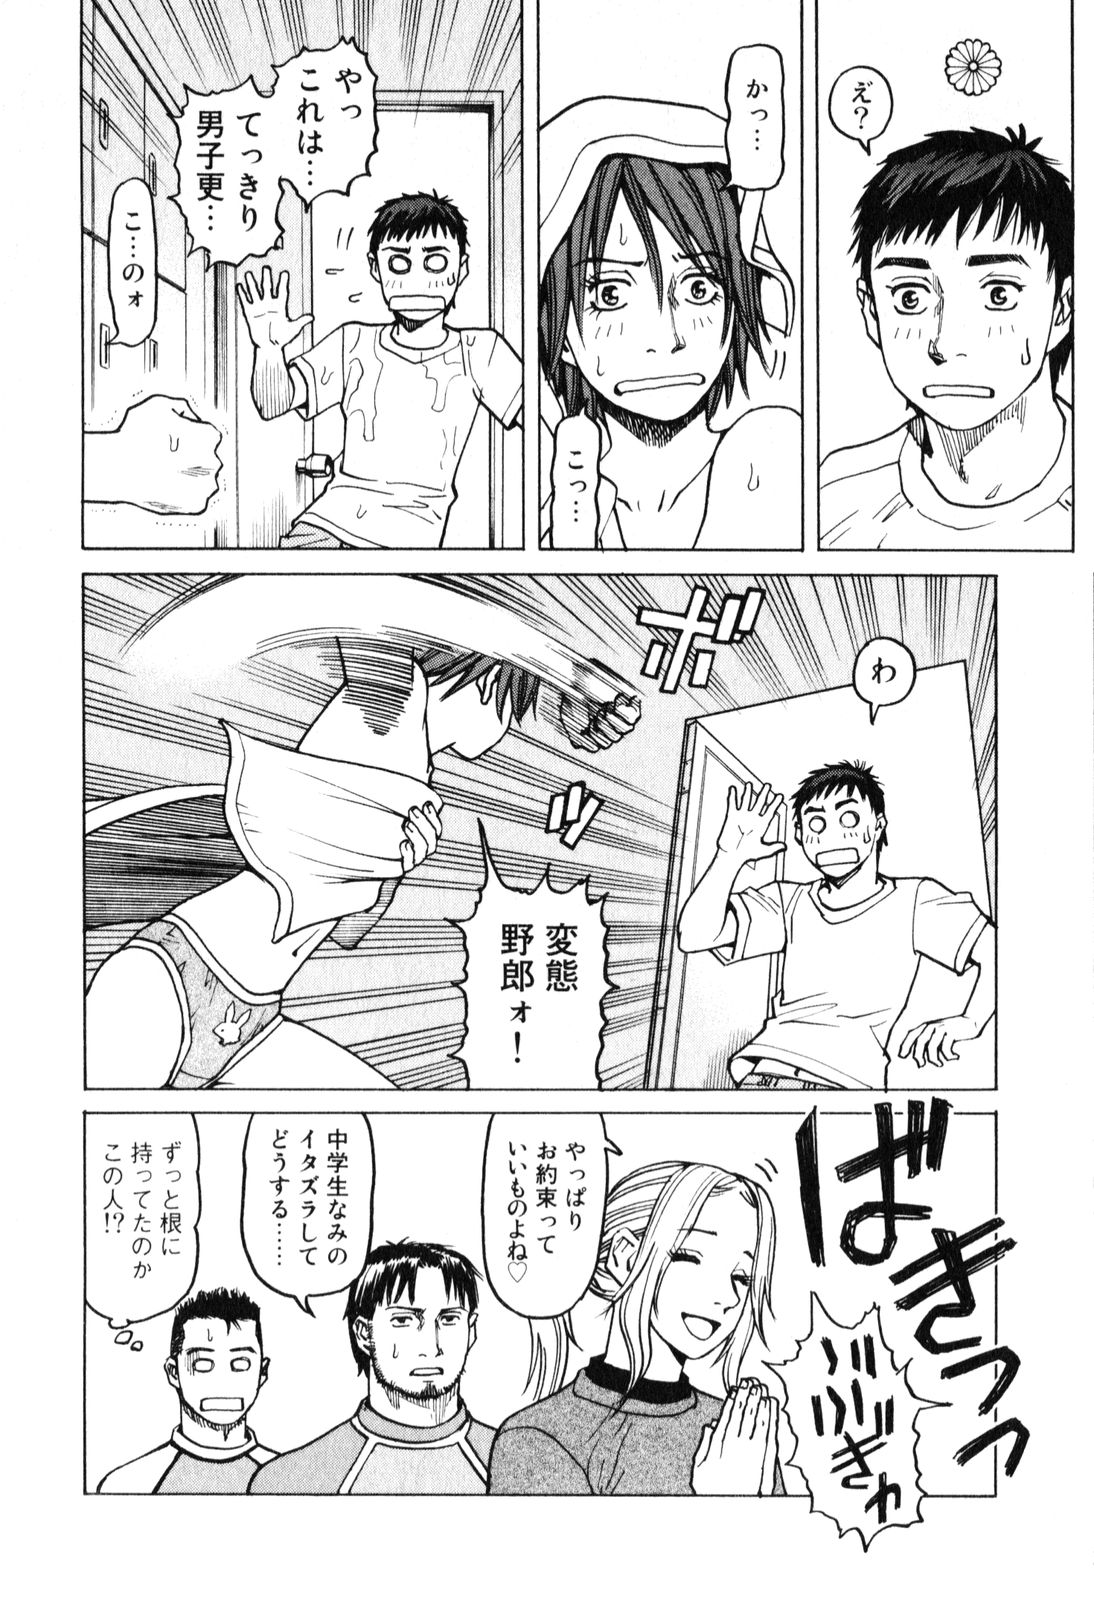 え゛?
かっ…
こっ…
やっ
これは…
てっきり
男子更…
こ…のォ
わ
ボッ
変態
野郎ォ!
ばきっっ
ぶぎゃ
やっぱり
お約束って
いいものよね♡
中学生なみの
イタズラして
どうする……
ずっと根に
持ってたのか
この人!?